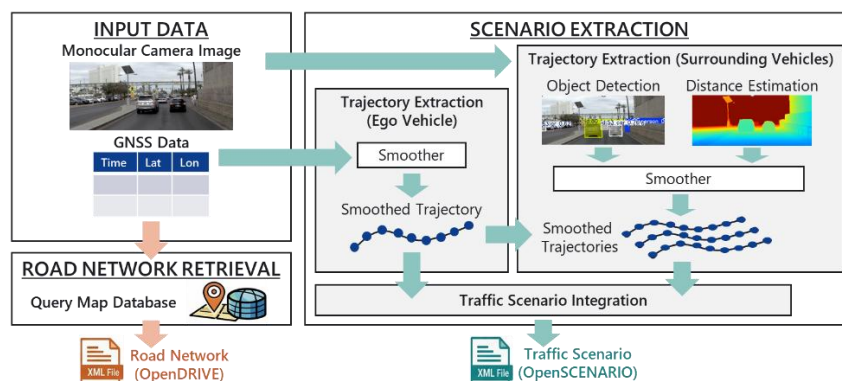 INPUT DATA
Monocular Camera Image
GNSS Data
Time Lat Lon
ROAD NETWORK RETRIEVAL
Query Map Database
XML File
Road Network
(OpenDRIVE)
SCENARIO EXTRACTION
Trajectory Extraction
(Ego Vehicle)
Smoother
Smoothed Trajectory
Trajectory Extraction (Surrounding Vehicles)
Object Detection
Distance Estimation
Smoother
Smoothed
Trajectories
Traffic Scenario Integration
XML File
Traffic Scenario
(OpenSCENARIO)